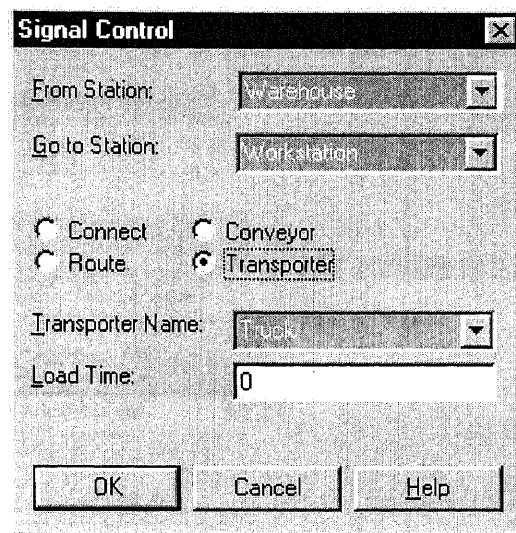 Signal Control
From Station: Warehouse
Go to Station: Workstation
Connect Conveyor
Route Transporter
Transporter Name: Truck
Load Time: 0
OK Cancel Help